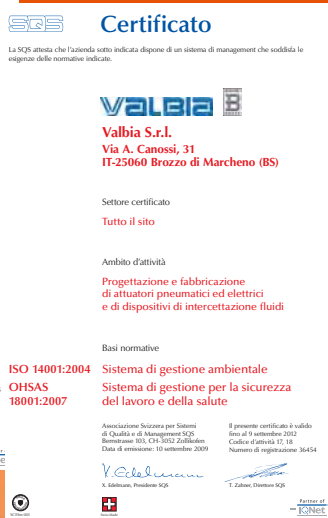 SQS
Certificato
La SQS attesta che l'azienda sotto indicata dispone di un sistema di management che soddisfa le
esigenze delle normative indicate.
VALBIA B
Valbia S.r.l.
Via A. Canossi, 31
IT-25060 Brozzo di Marcheno (BS)
Settore certificato
Tutto il sito
Ambito d'attività
Progettazione e fabbricazione
di attuatori pneumatici ed elettrici
e di dispositivi di intercettazione fluidi
Basi normative
ISO 14001:2004 Sistema di gestione ambientale
OHSAS Sistema di gestione per la sicurezza
18001:2007 del lavoro e della salute
Associazione Svizzera per Sistemi
di Qualità e di Management SQS
Bernstrasse 103, CH-3052 Zollikofen
Data di emissione: 10 settembre 2009
Il presente certificato è valido
fino al 9 settembre 2012
Codice d'attività 17, 18
Numero di registrazione 36454
X. Edelmann
X. Edelmann, Presidente SQS
T. Zahner, Direttore SQS
Swiss Made
Partner of
IQNet